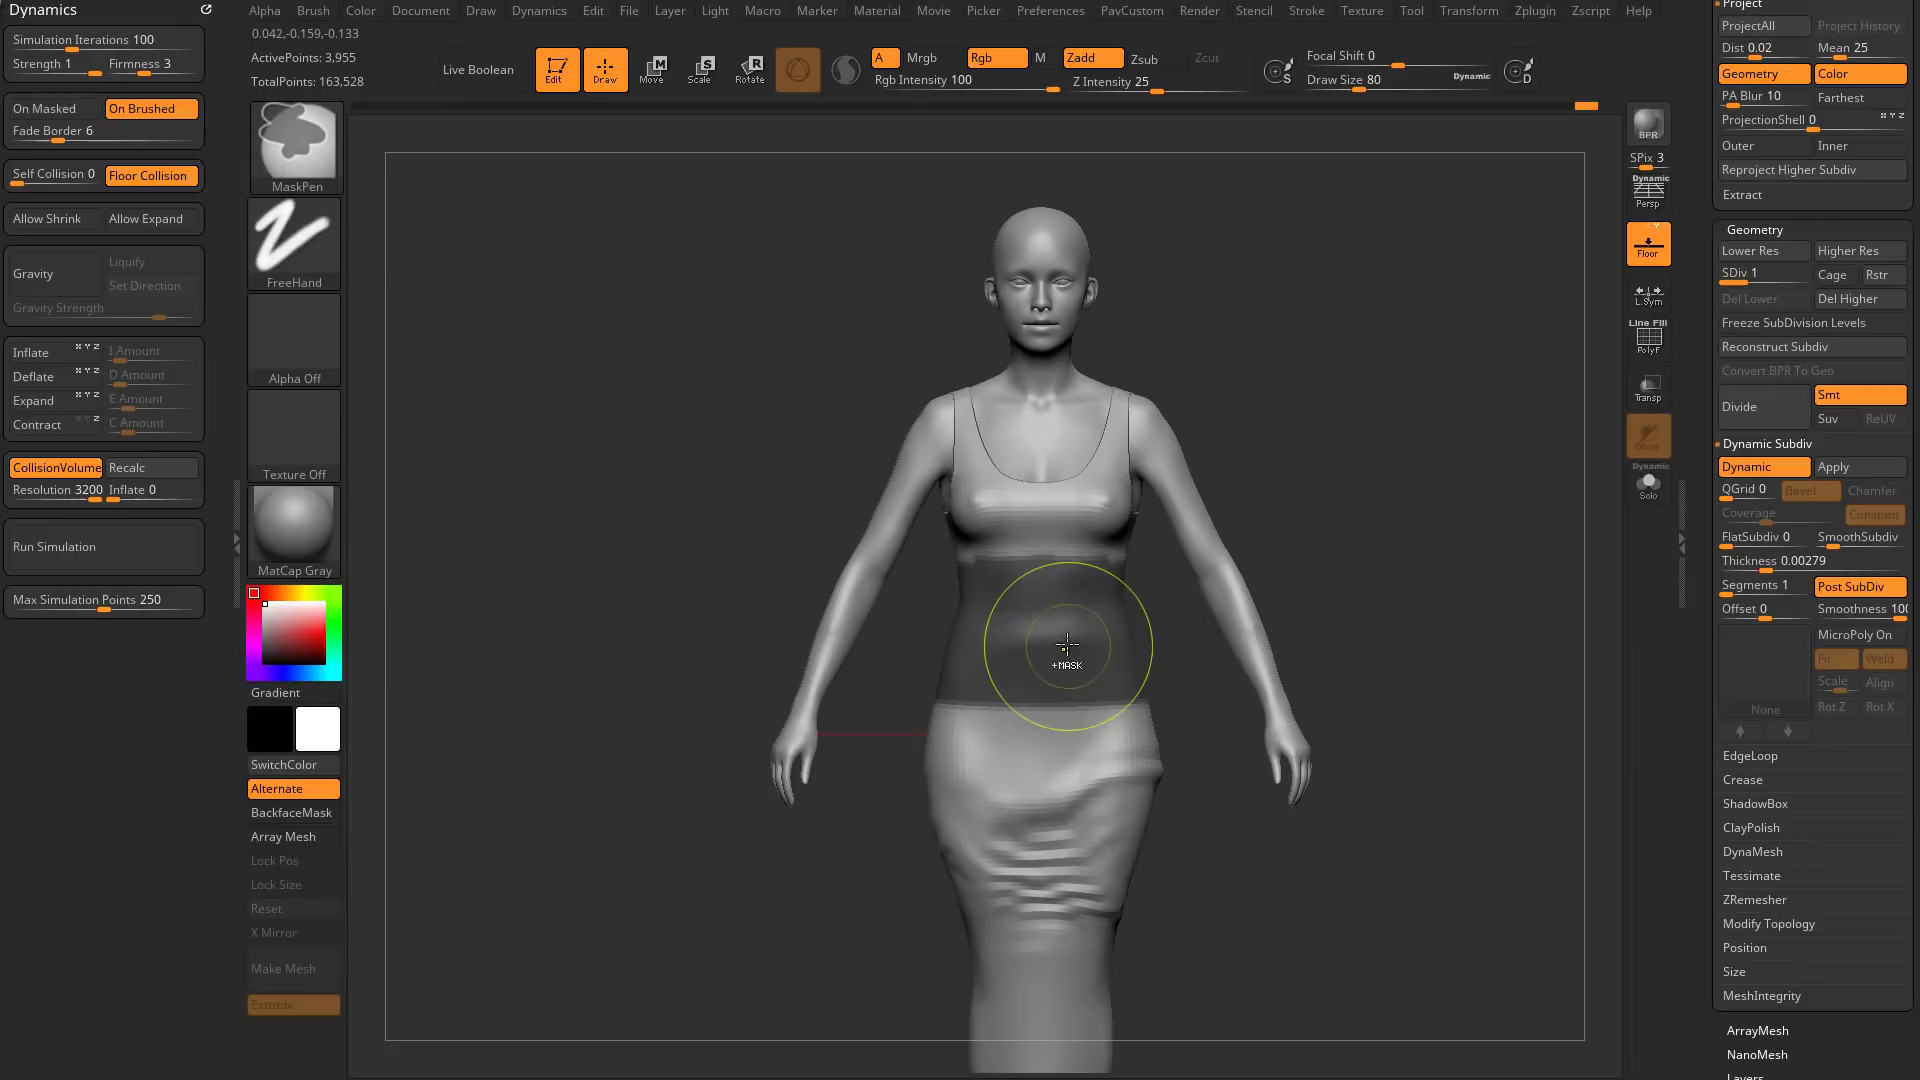 Dynamics
Simulation Iterations 100
Strength 1 Firmness 3
On Masked On Brushed
Fade Border 6
Self Collision 0 Floor Collision
Allow Shrink Allow Expand
Gravity
Liquify
Set Direction
Gravity Strength
Inflate X Y Z I Amount
Deflate X Y Z D Amount
Expand X Y Z E Amount
Contract X Y Z C Amount
CollisionVolume Recalc
Resolution 3200 Inflate 0
Run Simulation
Max Simulation Points 250
Alpha Brush Color Document Draw Dynamics Edit File Layer Light Macro Marker Material Movie Picker Preferences PavCustom Render Stencil Stroke Texture Tool Transform Zplugin Zscript Help
0.042,-0.159,-0.133
ActivePoints: 3,955
TotalPoints: 163,528
Live Boolean
Edit
Draw
M
Move
S
Scale
R
Rotate
A Mrgb Rgb M Zadd Zsub Zcut
Rgb Intensity 100 Z Intensity 25
S
Focal Shift 0
Draw Size 80 Dynamic
D
MaskPen
FreeHand
Alpha Off
Texture Off
MatCap Gray
Gradient
SwitchColor
Alternate
BackfaceMask
Array Mesh
Lock Pos
Lock Size
Reset
X Mirror
Make Mesh
Extrude
+MASK
BPR
SPix 3
Dynamic
Persp
Floor
L.Sym
Line Fill
PolyF
Transp
Ghost
Dynamic
Solo
Project
ProjectAll Project History
Dist 0.02 Mean 25
Geometry Color
PA Blur 10 Farthest
ProjectionShell 0 X Y Z
Outer Inner
Reproject Higher Subdiv
Extract
Geometry
Lower Res Higher Res
SDiv 1 Cage Rstr
Del Lower Del Higher
Freeze SubDivision Levels
Reconstruct Subdiv
Convert BPR To Geo
Divide Smt
Suv ReUV
Dynamic Subdiv
Dynamic Apply
QGrid 0 Bevel Chamfer
Coverage Constant
FlatSubdiv 0 SmoothSubdiv
Thickness 0.00279
Segments 1 Post SubDiv
Offset 0 Smoothness 100
MicroPoly On
Fit Weld
Scale Align
None Rot Z Rot X
EdgeLoop
Crease
ShadowBox
ClayPolish
DynaMesh
Tessimate
ZRemesher
Modify Topology
Position
Size
MeshIntegrity
ArrayMesh
NanoMesh
Layers